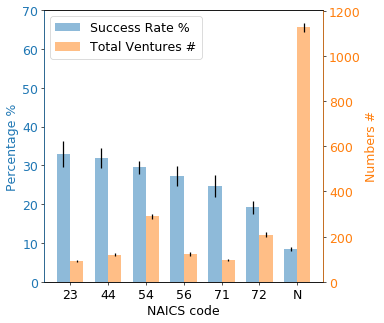 Success Rate %
Total Ventures #
70
60
50
40
30
20
10
0
Percentage %
1200
1000
800
600
400
200
0
Numbers #
23 44 54 56 71 72 N
NAICS code